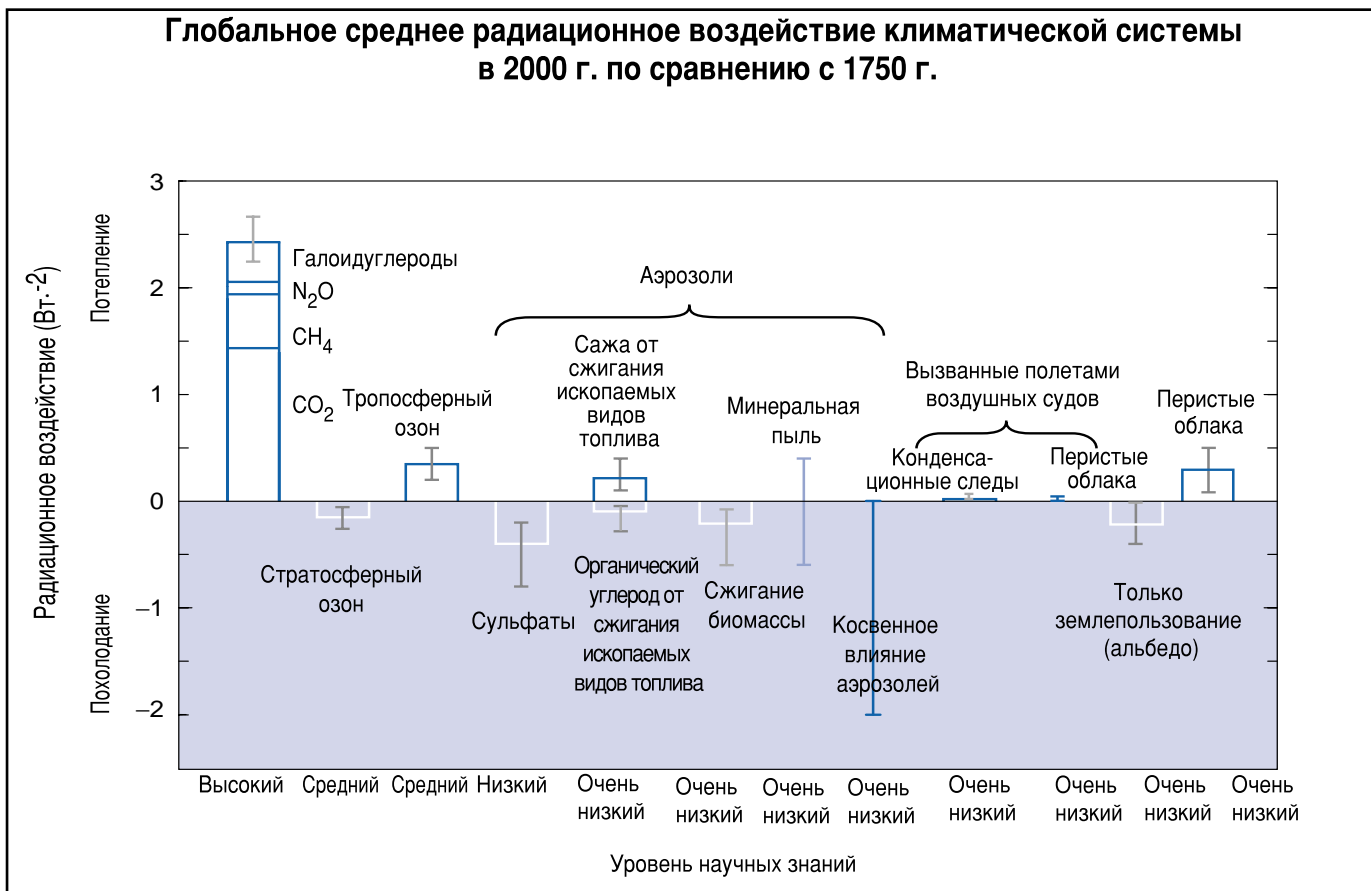 Глобальное среднее радиационное воздействие климатической системы
в 2000 г. по сравнению с 1750 г.
Радиационное воздействие (Вт·⁻²)
Потепление
Похолодание
3
2
1
0
–1
–2
Галоидуглероды
N₂O
CH₄
CO₂
Тропосферный
озон
Стратосферный
озон
Аэрозоли
Сажа от
сжигания
ископаемых
видов
топлива
Минеральная
пыль
Сульфаты
Органический
углерод от
сжигания
ископаемых
видов топлива
Сжигание
биомассы
Косвенное
влияние
аэрозолей
Вызванные полетами
воздушных судов
Конденса-
ционные следы
Перистые
облака
Перистые
облака
Только
землепользование
(альбедо)
Высокий
Средний
Средний
Низкий
Очень
низкий
Очень
низкий
Очень
низкий
Очень
низкий
Очень
низкий
Очень
низкий
Очень
низкий
Очень
низкий
Уровень научных знаний